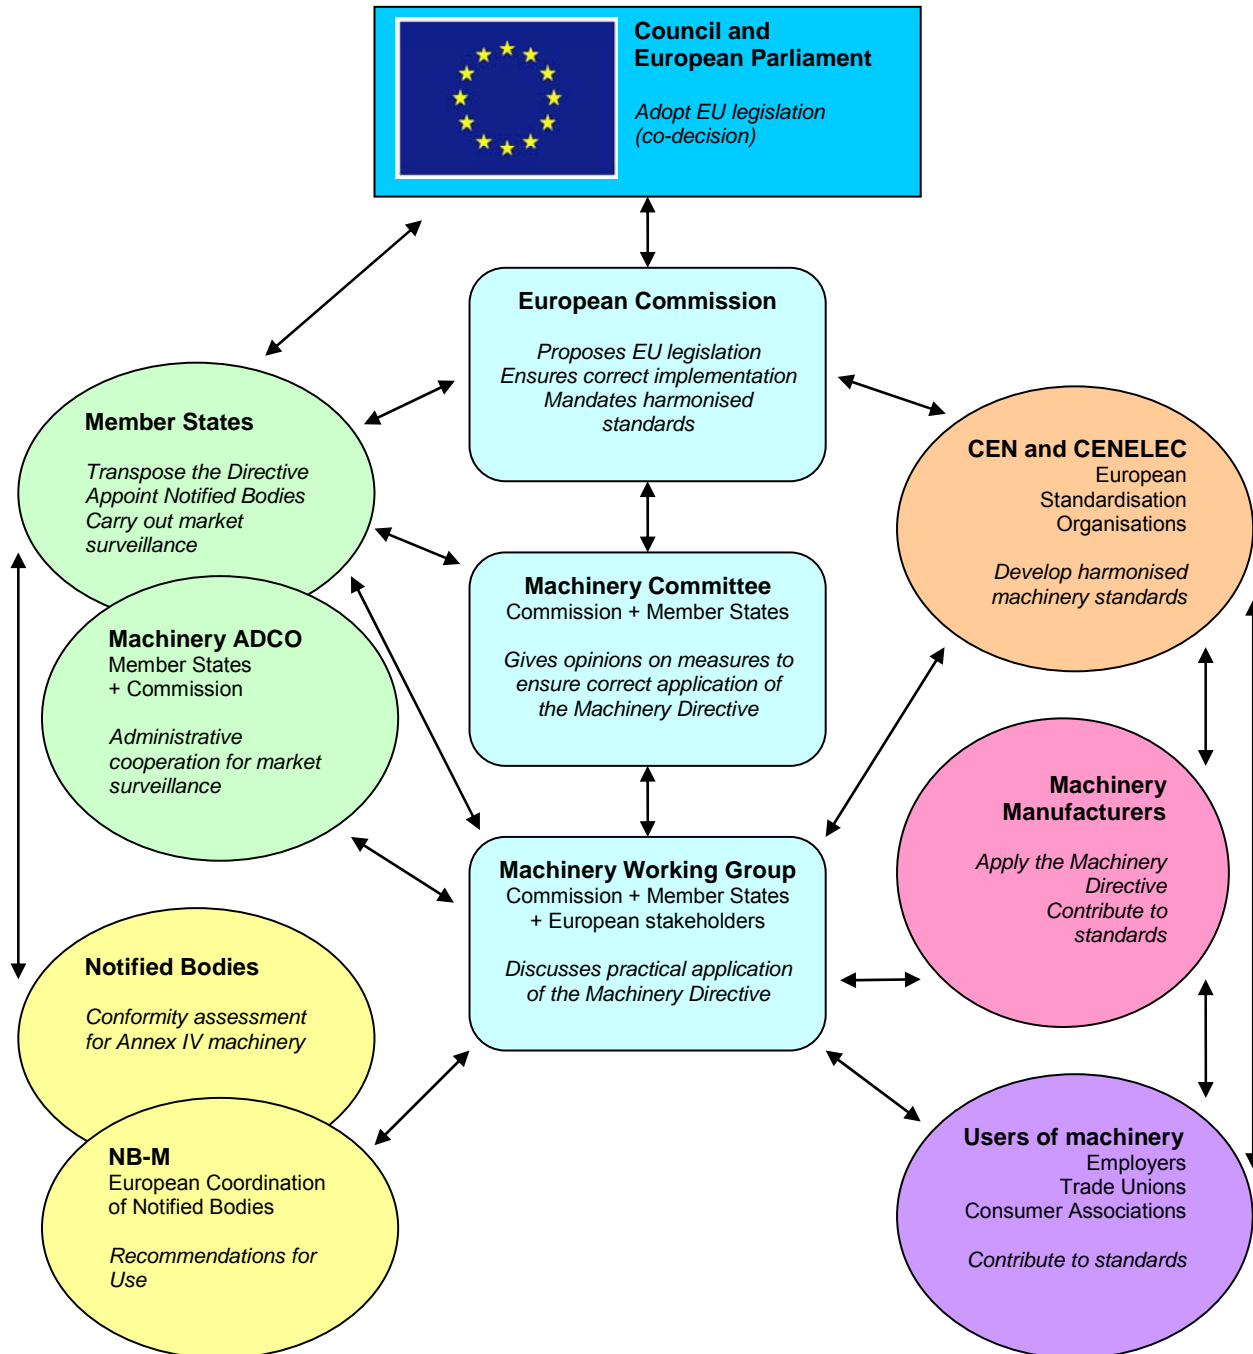 Council and
European Parliament
Adopt EU legislation
(co-decision)
European Commission
Proposes EU legislation
Ensures correct implementation
Mandates harmonised
standards
Member States
Transpose the Directive
Appoint Notified Bodies
Carry out market
surveillance
CEN and CENELEC
European
Standardisation
Organisations
Develop harmonised
machinery standards
Machinery Committee
Commission + Member States
Gives opinions on measures to
ensure correct application of
the Machinery Directive
Machinery ADCO
Member States
+ Commission
Administrative
cooperation for market
surveillance
Machinery
Manufacturers
Apply the Machinery
Directive
Contribute to
standards
Machinery Working Group
Commission + Member States
+ European stakeholders
Discusses practical application
of the Machinery Directive
Notified Bodies
Conformity assessment
for Annex IV machinery
NB-M
European Coordination
of Notified Bodies
Recommendations for
Use
Users of machinery
Employers
Trade Unions
Consumer Associations
Contribute to standards